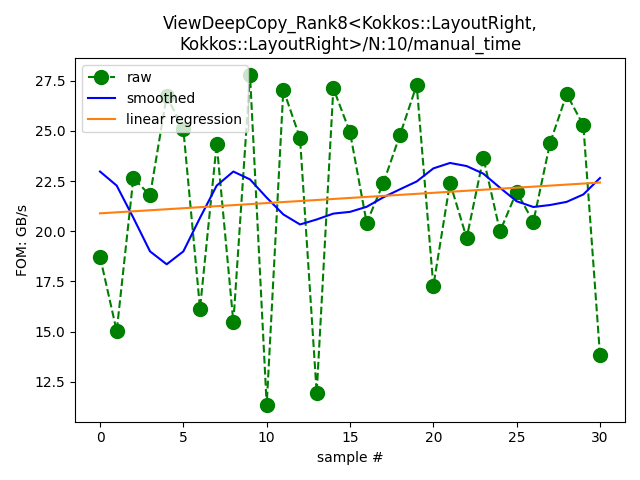 ViewDeepCopy_Rank8<Kokkos::LayoutRight,
Kokkos::LayoutRight>/N:10/manual_time
raw
smoothed
linear regression
FOM: GB/s
27.5
25.0
22.5
20.0
17.5
15.0
12.5
0 5 10 15 20 25 30
sample #